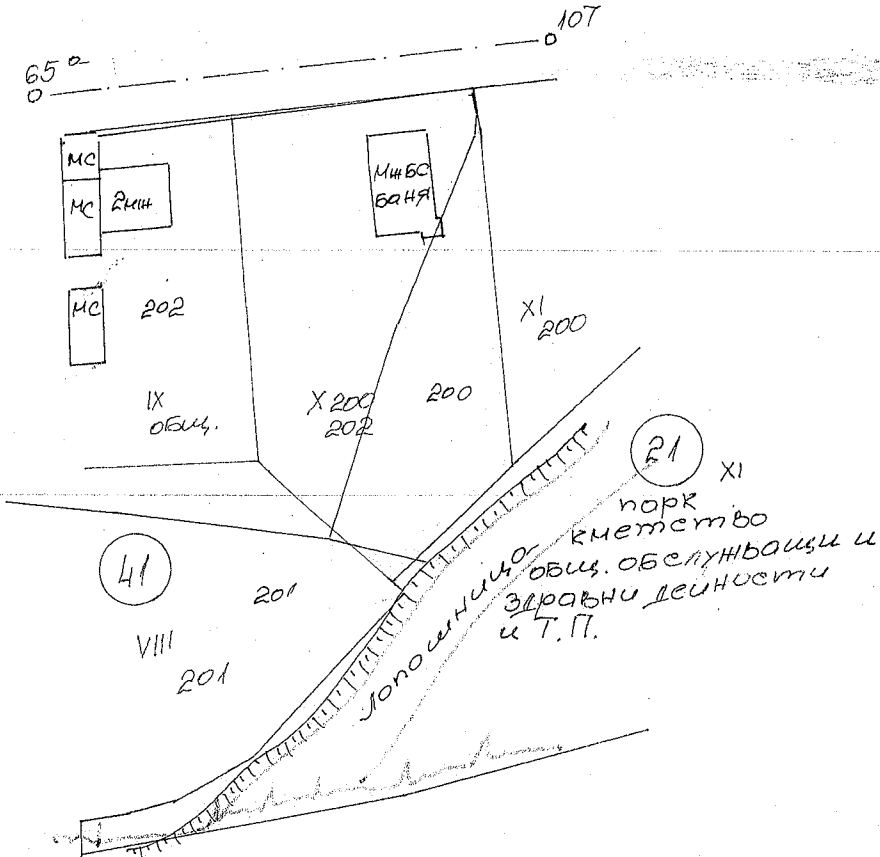 107
65а
МС
МС
2МЖ
МжБС
БАНЯ
МС
202
XI
200
IX
общ.
X 200
202
200
21
XI
парк
кметство
общ. обслужващи и
здравни дейности
и Т.П.
Лопошница
41
201
VIII
201